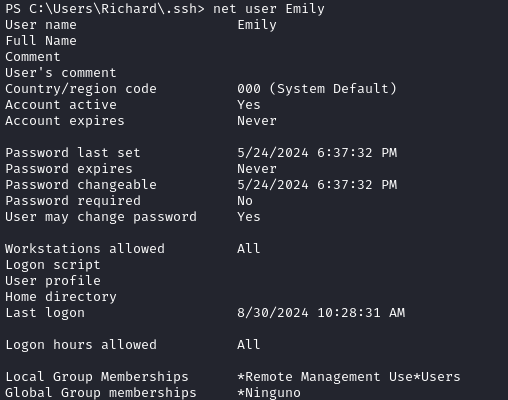 PS C:\Users\Richard\.ssh> net user Emily
User name                    Emily
Full Name
Comment
User's comment
Country/region code          000 (System Default)
Account active               Yes
Account expires              Never

Password last set            5/24/2024 6:37:32 PM
Password expires             Never
Password changeable          5/24/2024 6:37:32 PM
Password required            No
User may change password     Yes

Workstations allowed         All
Logon script
User profile
Home directory
Last logon                   8/30/2024 10:28:31 AM

Logon hours allowed          All

Local Group Memberships      *Remote Management Use*Users
Global Group memberships     *Ninguno